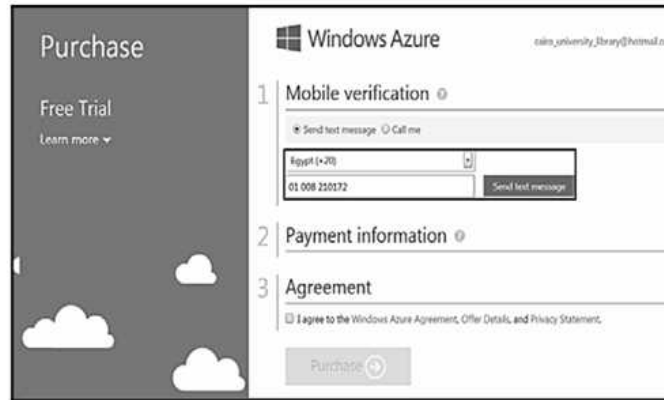 Purchase
Free Trial
Learn more
Windows Azure
cairo_university_library@hotmail.c
1 Mobile verification
Send text message Call me
Egypt (+20)
01 008 210172 Send text message
2 Payment information
3 Agreement
I agree to the Windows Azure Agreement, Offer Details, and Privacy Statement.
Purchase